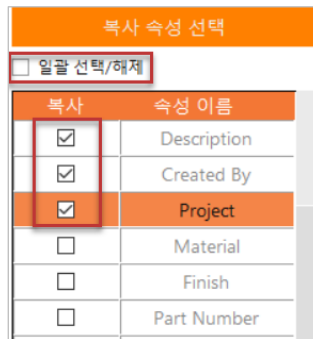 복사 속성 선택
일괄 선택/해제
복사 속성 이름
Description
Created By
Project
Material
Finish
Part Number